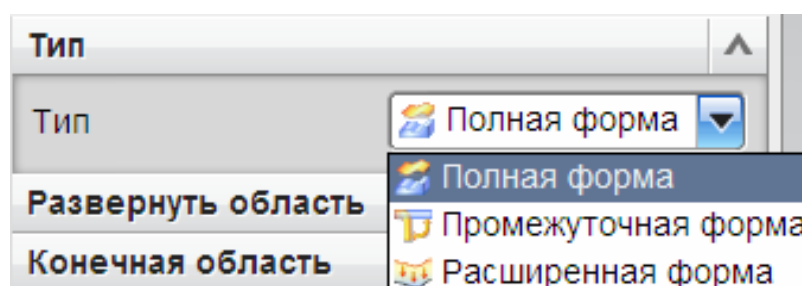 Тип
Тип Полная форма
Полная форма
Развернуть область
Промежуточная форма
Конечная область
Расширенная форма